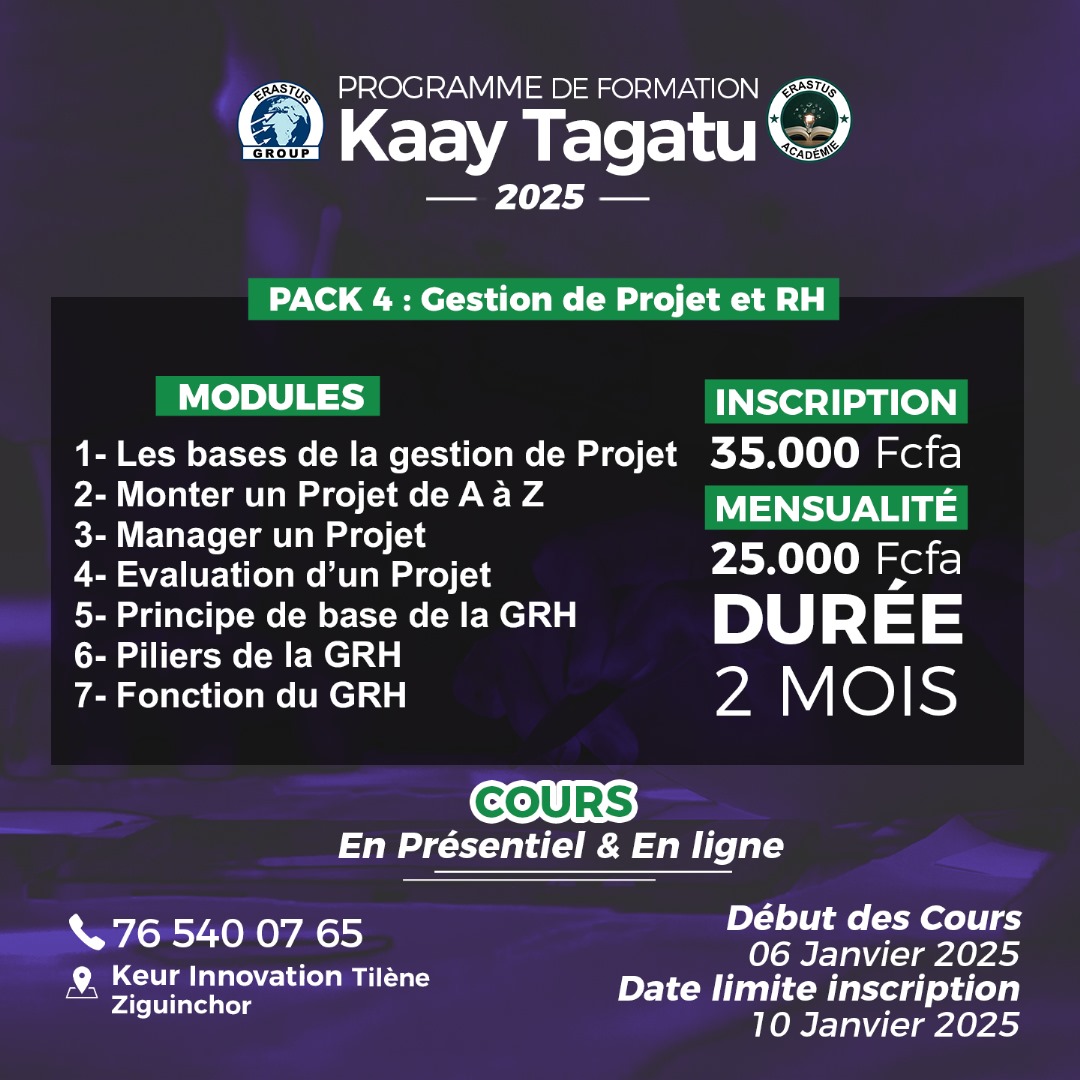 ERASTUS
GROUP
PROGRAMME DE FORMATION
Kaay Tagatu
2025
ERASTUS
ACADÉMIE
PACK 4 : Gestion de Projet et RH
MODULES
1- Les bases de la gestion de Projet
2- Monter un Projet de A à Z
3- Manager un Projet
4- Evaluation d’un Projet
5- Principe de base de la GRH
6- Piliers de la GRH
7- Fonction du GRH
INSCRIPTION
35.000 Fcfa
MENSUALITÉ
25.000 Fcfa
DURÉE
2 MOIS
COURS
En Présentiel & En ligne
76 540 07 65
Keur Innovation Tilène
Ziguinchor
Début des Cours
06 Janvier 2025
Date limite inscription
10 Janvier 2025